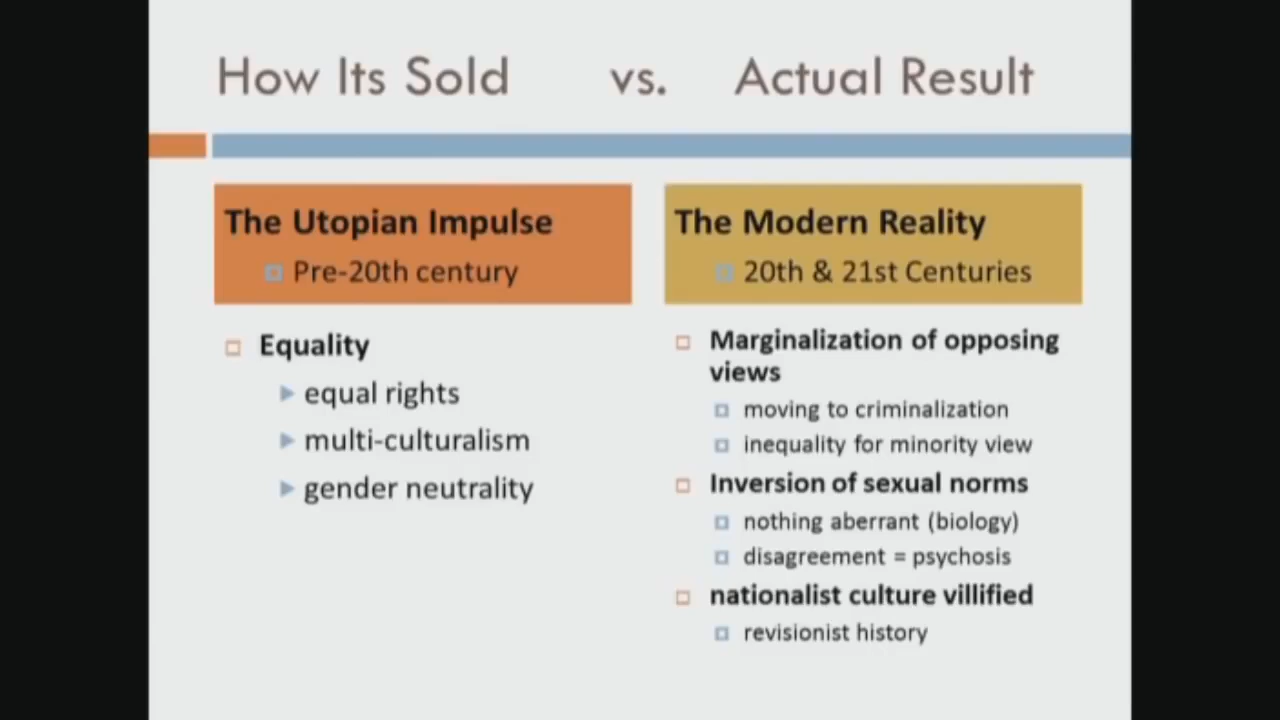 How Its Sold vs. Actual Result
The Utopian Impulse
Pre-20th century
Equality
equal rights
multi-culturalism
gender neutrality
The Modern Reality
20th & 21st Centuries
Marginalization of opposing
views
moving to criminalization
inequality for minority view
Inversion of sexual norms
nothing aberrant (biology)
disagreement = psychosis
nationalist culture villified
revisionist history